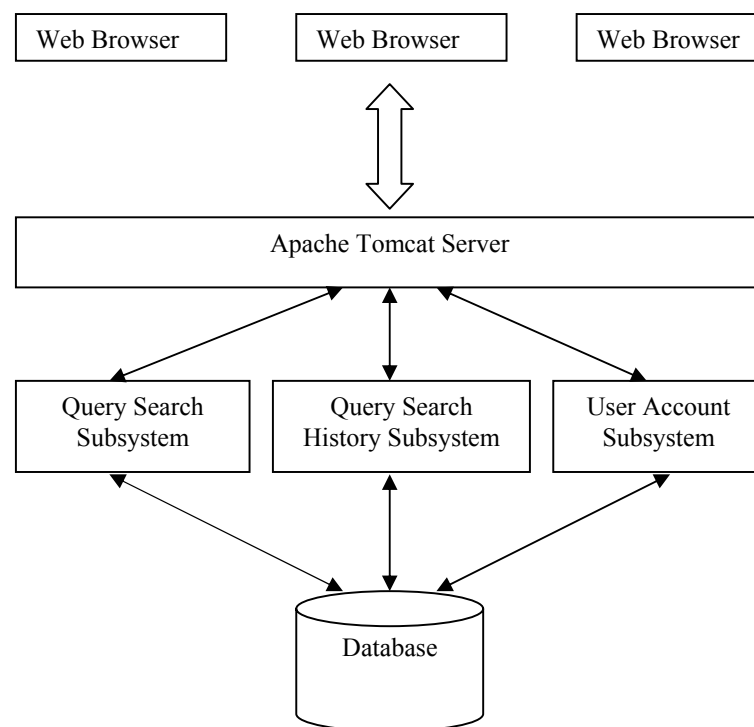 Web Browser
Web Browser
Web Browser
Apache Tomcat Server
Query Search
Subsystem
Query Search
History Subsystem
User Account
Subsystem
Database